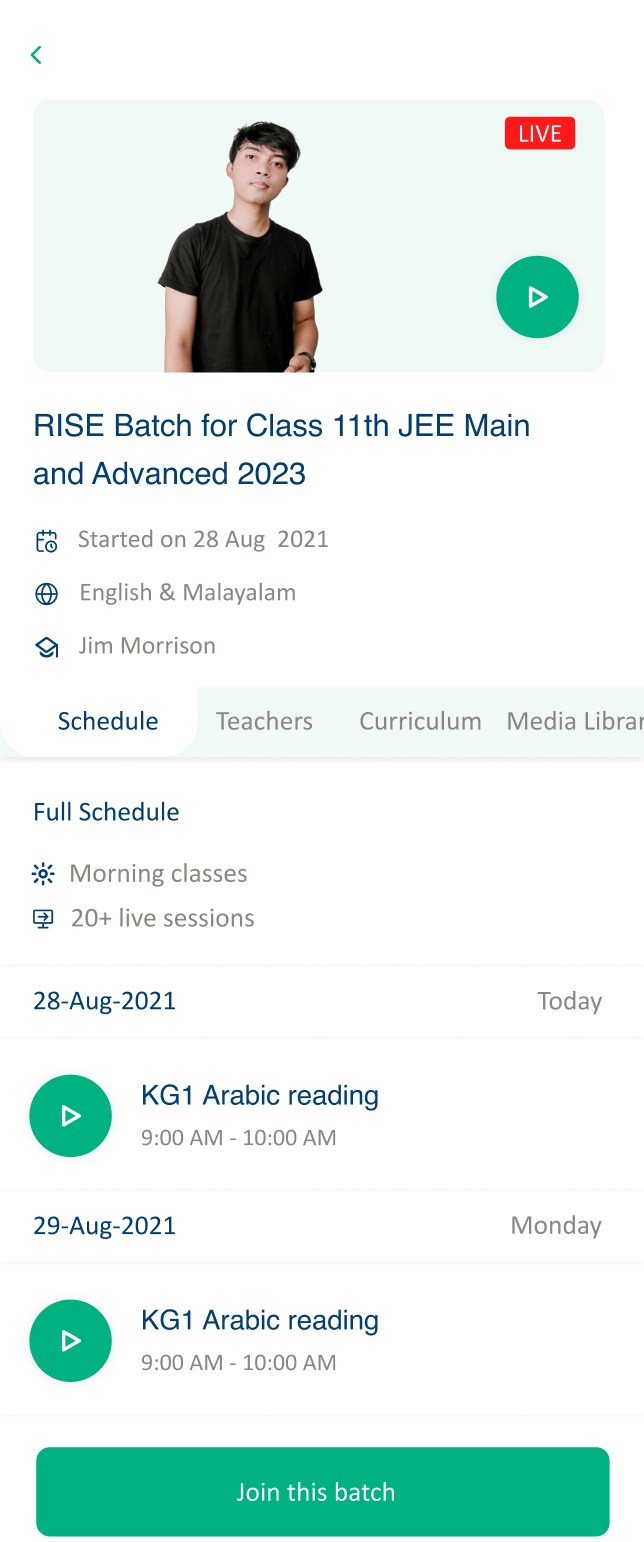 LIVE
RISE Batch for Class 11th JEE Main
and Advanced 2023
Started on 28 Aug  2021
English & Malayalam
Jim Morrison
Schedule Teachers Curriculum Media Librar
Full Schedule
Morning classes
20+ live sessions
28-Aug-2021 Today
KG1 Arabic reading
9:00 AM - 10:00 AM
29-Aug-2021 Monday
KG1 Arabic reading
9:00 AM - 10:00 AM
Join this batch